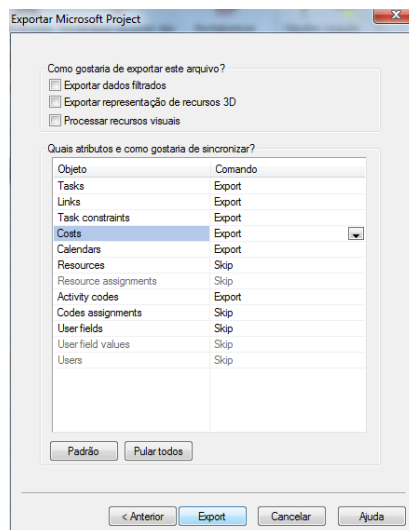 Exportar Microsoft Project
Como gostaria de exportar este arquivo?
Exportar dados filtrados
Exportar representação de recursos 3D
Processar recursos visuais
Quais atributos e como gostaria de sincronizar?
Objeto Comando
Tasks Export
Links Export
Task constraints Export
Costs Export
Calendars Export
Resources Skip
Resource assignments Skip
Activity codes Export
Codes assignments Skip
User fields Skip
User field values Skip
Users Skip
Padrão Pular todos
< Anterior Export Cancelar Ajuda